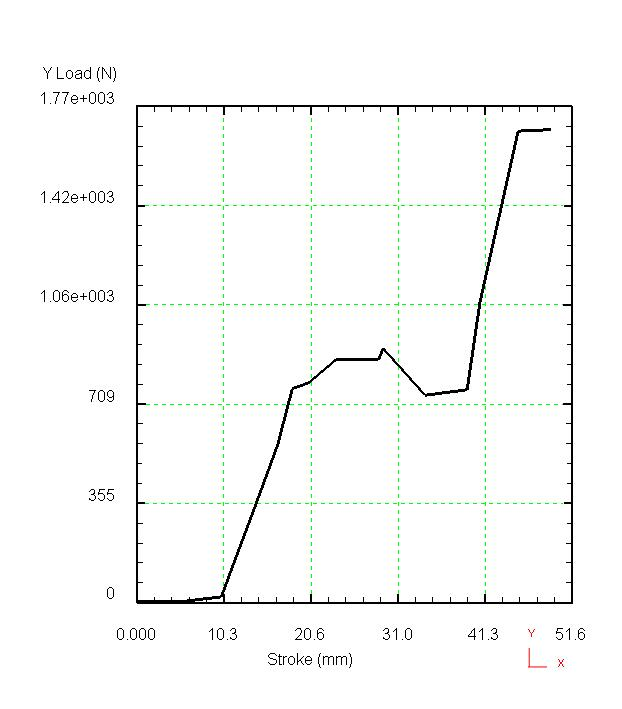 Y Load (N)
1.77e+003
1.42e+003
1.06e+003
709
355
0
0.000 10.3 20.6 31.0 41.3 51.6
Stroke (mm)
Y
X